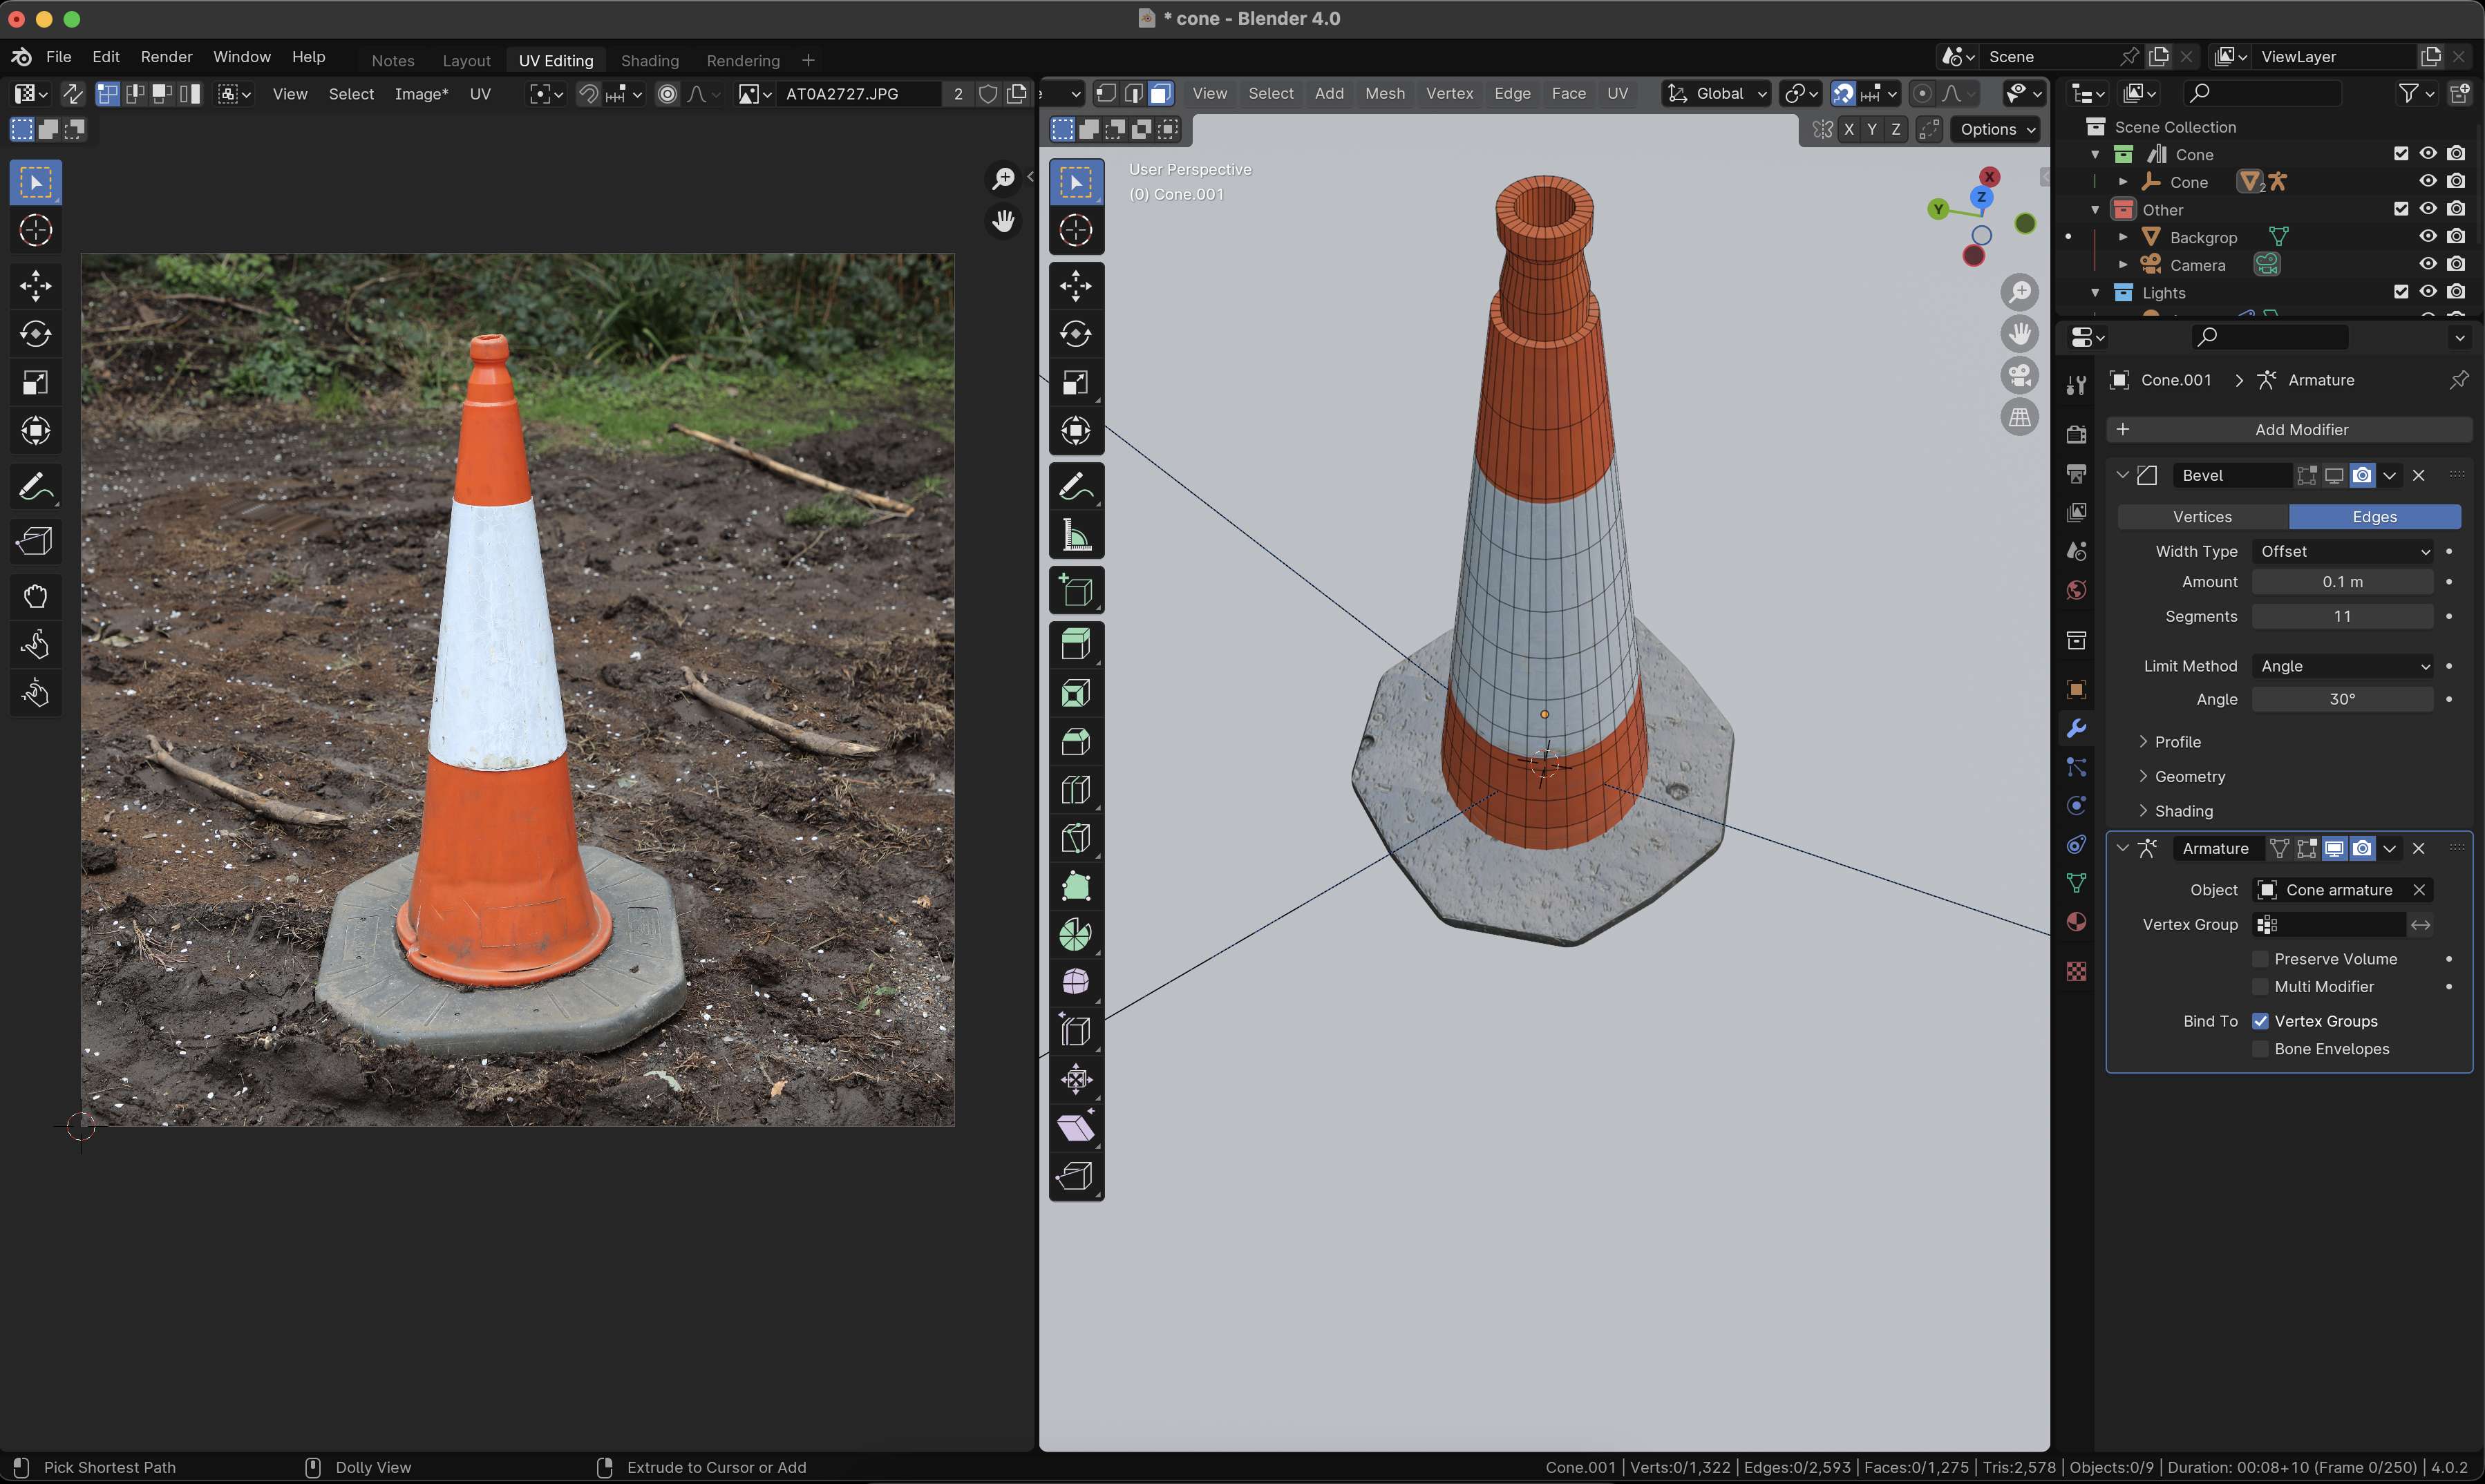 * cone - Blender 4.0
File Edit Render Window Help Notes Layout UV Editing Shading Rendering + Scene ViewLayer
View Select Image* UV AT0A2727.JPG 2
View Select Add Mesh Vertex Edge Face UV Global
X Y Z Options
User Perspective
(0) Cone.001
X
Y
Z
Scene Collection
Cone
Cone 2
Other
Backgrop
Camera
Lights
Cone.001 > Armature
+ Add Modifier
Bevel
Vertices Edges
Width Type Offset
Amount 0.1 m
Segments 11
Limit Method Angle
Angle 30°
Profile
Geometry
Shading
Armature
Object Cone armature
Vertex Group
Preserve Volume
Multi Modifier
Bind To Vertex Groups
Bone Envelopes
Pick Shortest Path Dolly View Extrude to Cursor or Add Cone.001 | Verts:0/1,322 | Edges:0/2,593 | Faces:0/1,275 | Tris:2,578 | Objects:0/9 | Duration: 00:08+10 (Frame 0/250) | 4.0.2